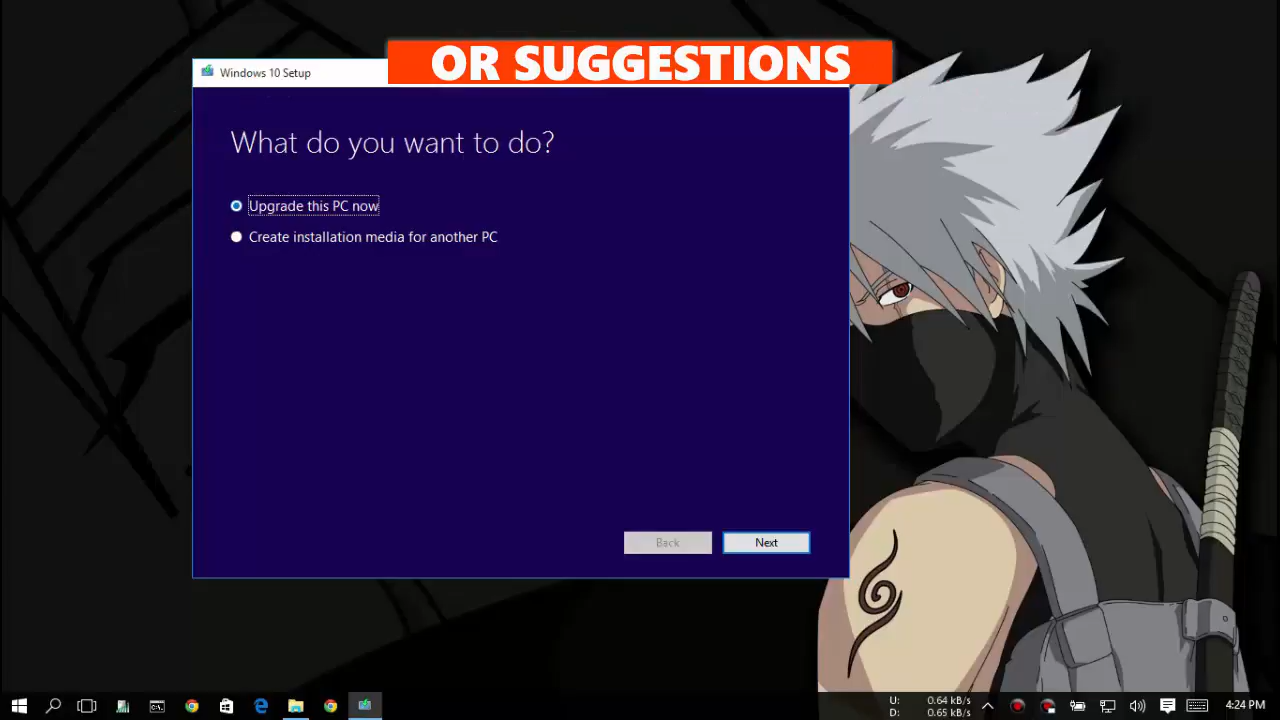 OR SUGGESTIONS
Windows 10 Setup
What do you want to do?
Upgrade this PC now
Create installation media for another PC
Back
Next
U: 0.64 kB/s
D: 0.65 kB/s
4:24 PM